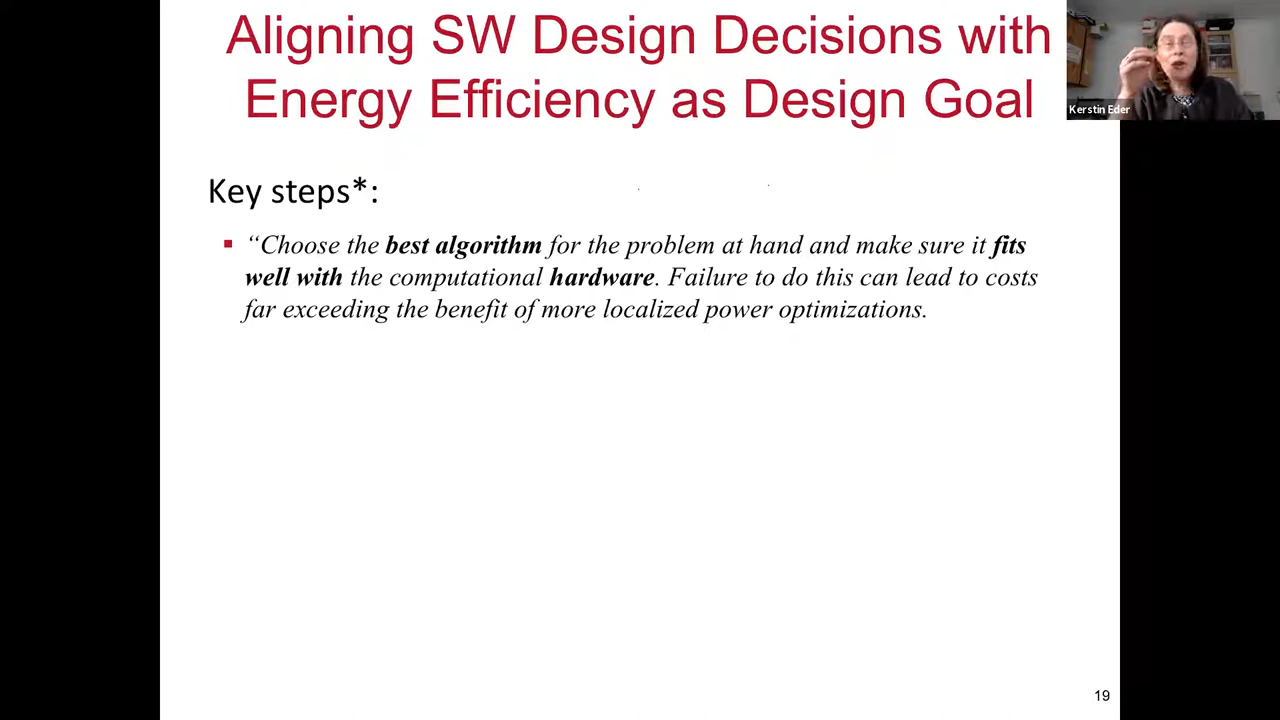 Aligning SW Design Decisions with
Energy Efficiency as Design Goal
Kerstin Eder
Key steps*:
“Choose the best algorithm for the problem at hand and make sure it fits
well with the computational hardware. Failure to do this can lead to costs
far exceeding the benefit of more localized power optimizations.
19